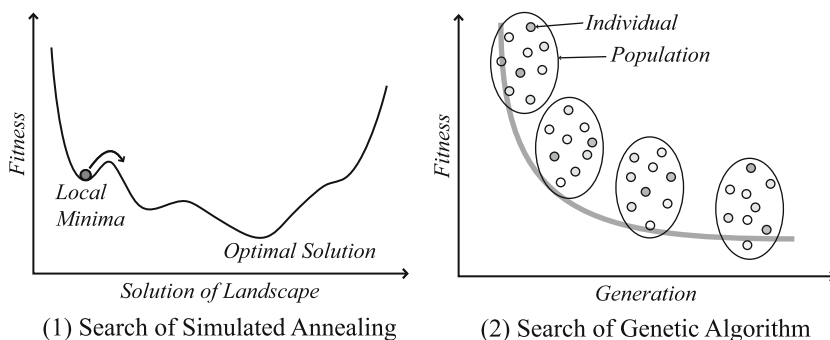 Fitness
Local
Minima
Optimal Solution
Solution of Landscape
(1) Search of Simulated Annealing
Fitness
Individual
Population
Generation
(2) Search of Genetic Algorithm